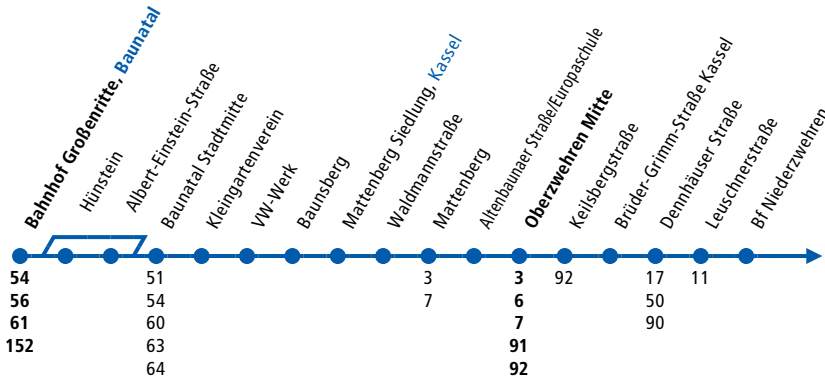 Bahnhof Großenritte, Baunatal
Hünstein
Albert-Einstein-Straße
Baunatal Stadtmitte
Kleingartenverein
VW-Werk
Baunsberg
Mattenberg Siedlung, Kassel
Waldmannstraße
Mattenberg
Altenbaunaer Straße/Europaschule
Oberzwehren Mitte
Keilsbergstraße
Brüder-Grimm-Straße Kassel
Dennhäuser Straße
Leuschnerstraße
Bf Niederzwehren
54 51 3 3 92 17 11
56 54 7 6 50
61 60 7 90
152 63 91
64 92